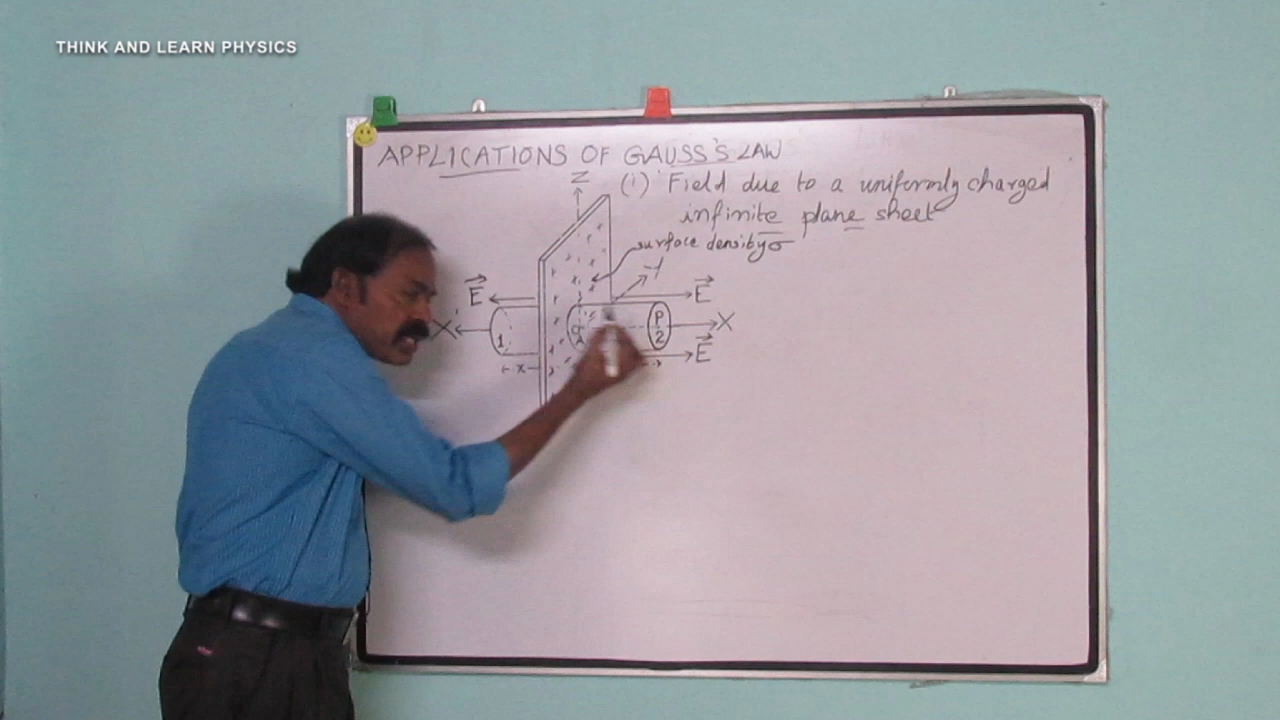 THINK AND LEARN PHYSICS
APPLICATIONS OF GAUSS'S LAW
Z
(i) Field due to a uniformly charged
infinite plane sheet
surface density σ
E
E
X'
1
P
2
X
E
x